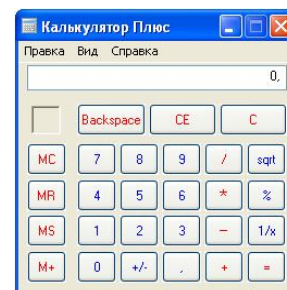 Калькулятор Плюс
Правка Вид Справка
0,
Backspace CE C
MC 7 8 9 / sqrt
MR 4 5 6 * %
MS 1 2 3 - 1/x
M+ 0 +/- , + =